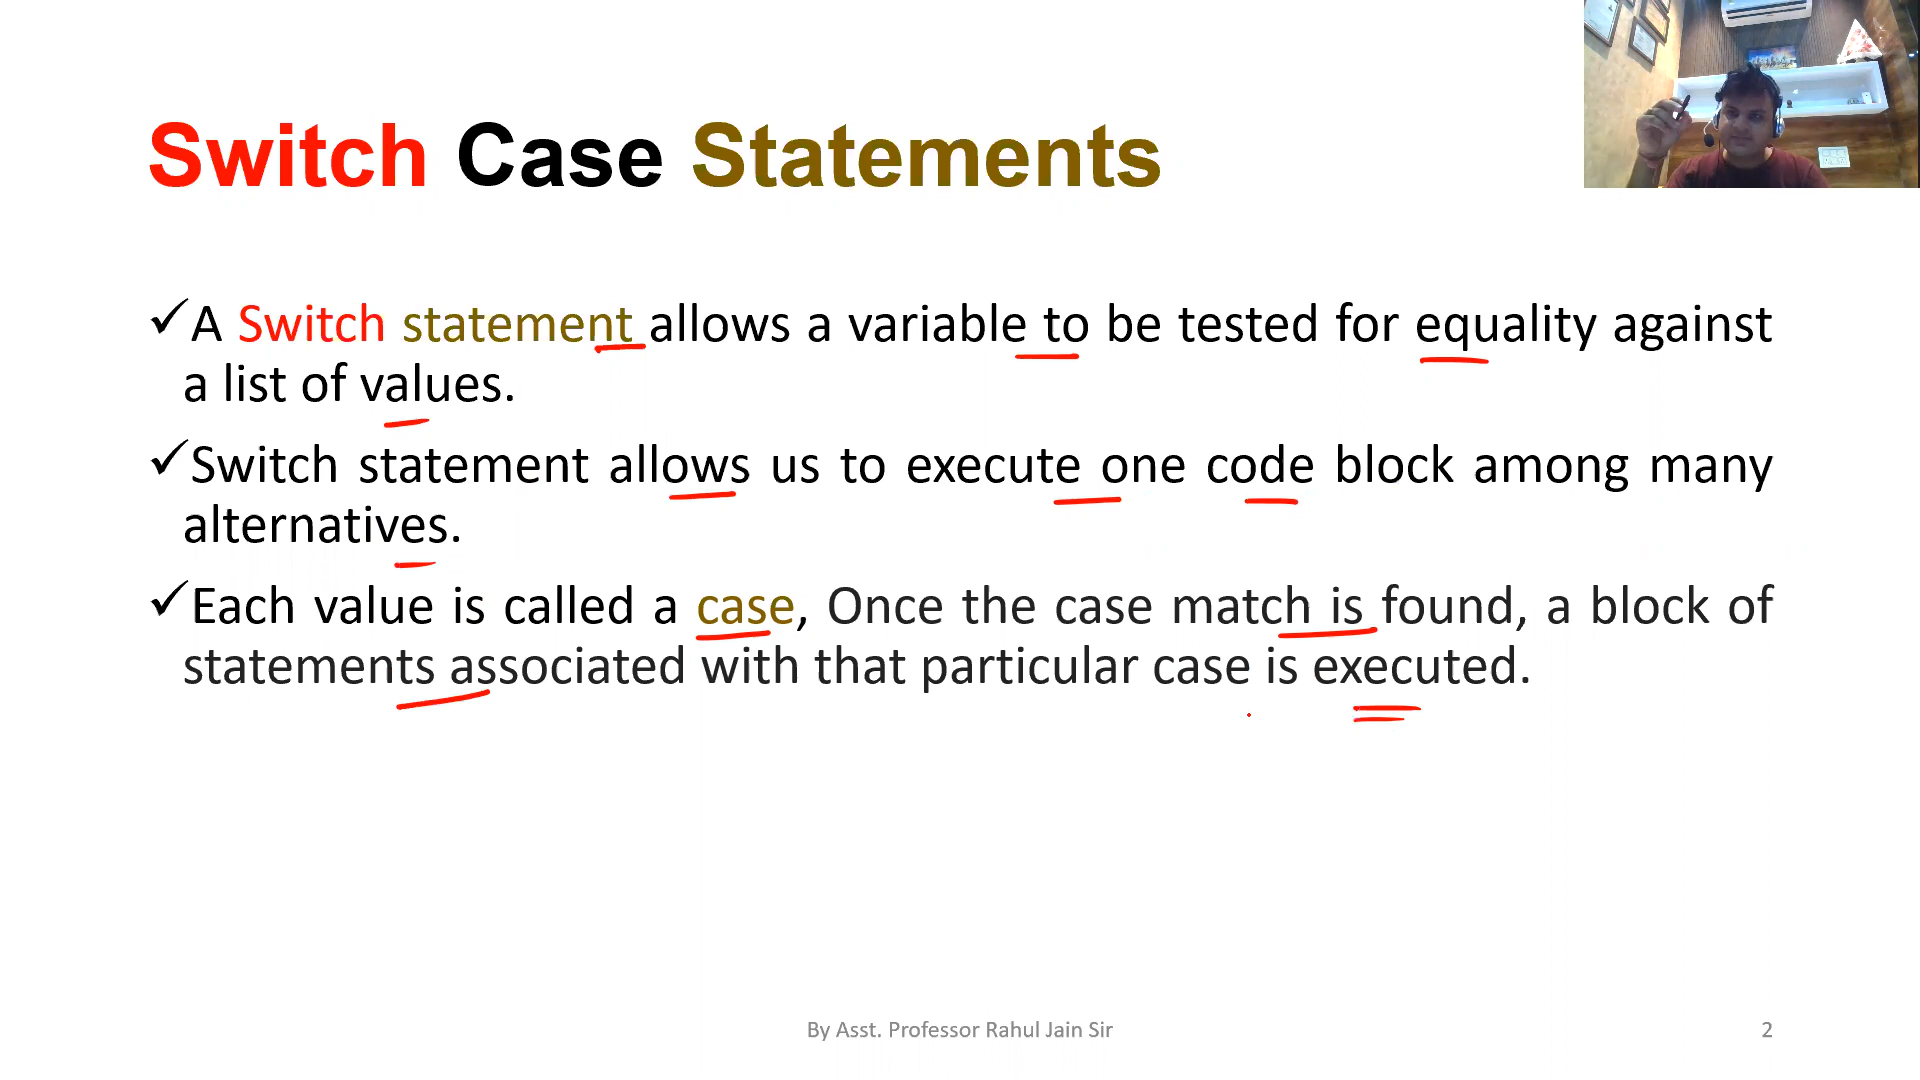 Switch Case Statements
✓A Switch statement allows a variable to be tested for equality against
a list of values.
✓Switch statement allows us to execute one code block among many
alternatives.
✓Each value is called a case, Once the case match is found, a block of
statements associated with that particular case is executed.
By Asst. Professor Rahul Jain Sir
2